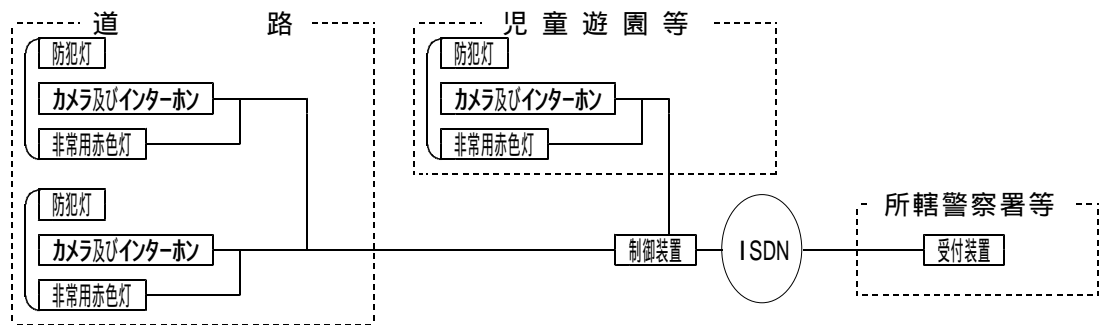 道路
防犯灯
カメラ及びインターホン
非常用赤色灯
防犯灯
カメラ及びインターホン
非常用赤色灯
児童遊園等
防犯灯
カメラ及びインターホン
非常用赤色灯
制御装置
ISDN
所轄警察署等
受付装置